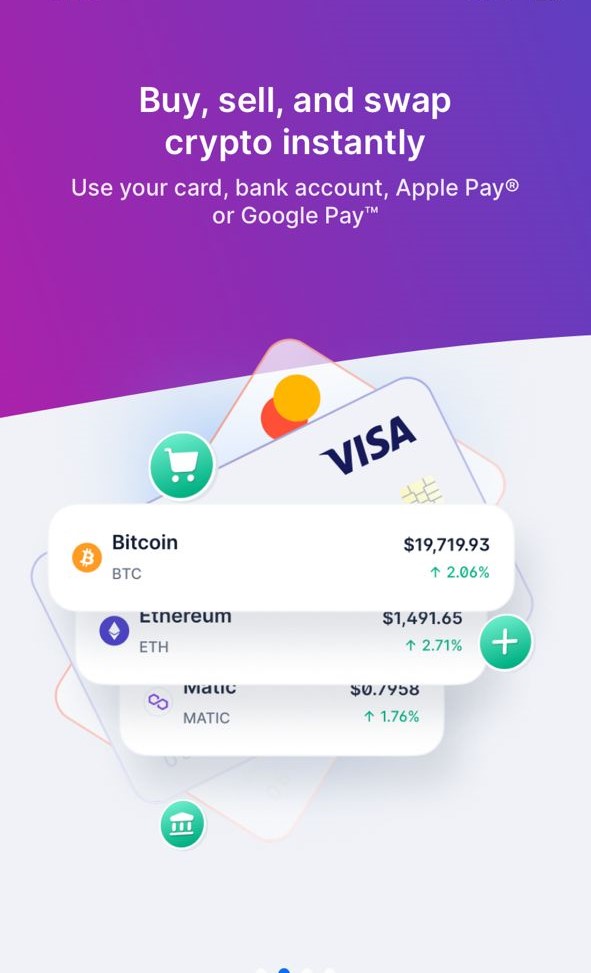 Buy, sell, and swap
crypto instantly
Use your card, bank account, Apple Pay®
or Google Pay™
VISA
Bitcoin $19,719.93
BTC ↑ 2.06%
Ethereum $1,491.65
ETH ↑ 2.71%
Matic $0.7958
MATIC ↑ 1.76%